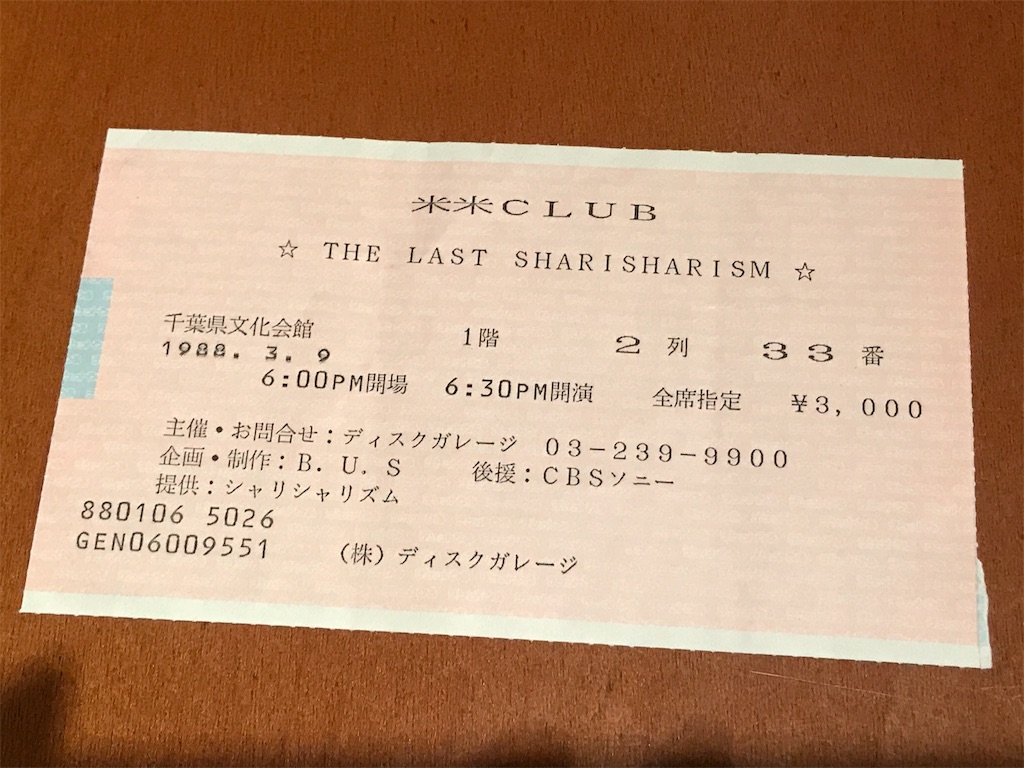 米米CLUB
☆ THE LAST SHARISHARISM ☆
千葉県文化会館 1階 2 列 33 番
1988. 3. 9
6:00PM開場 6:30PM開演 全席指定 ¥3,000
主催・お問合せ:ディスクガレージ 03-239-9900
企画・制作:B.U.S 後援:CBSソニー
提供:シャリシャリズム
880106 5026
GEN06009551 (株)ディスクガレージ